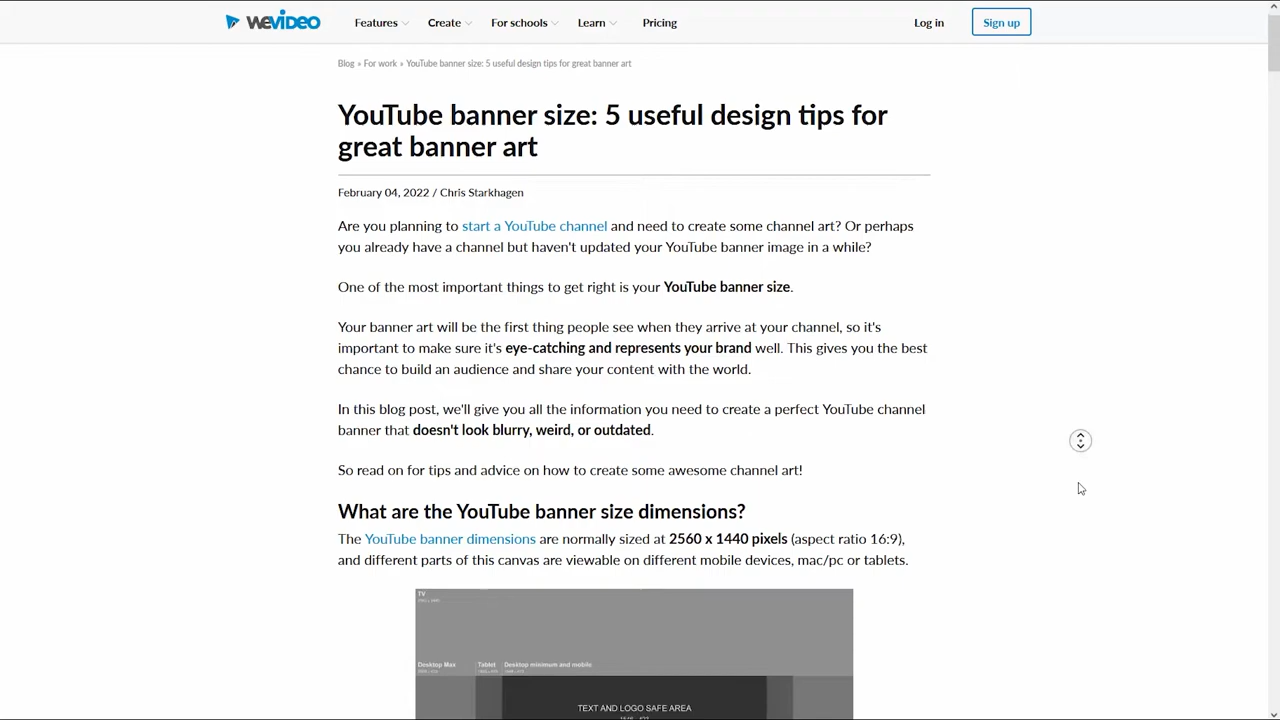 wevideo
Features Create For schools Learn Pricing Log in Sign up
Blog » For work » YouTube banner size: 5 useful design tips for great banner art
YouTube banner size: 5 useful design tips for
great banner art
February 04, 2022 / Chris Starkhagen
Are you planning to start a YouTube channel and need to create some channel art? Or perhaps
you already have a channel but haven't updated your YouTube banner image in a while?
One of the most important things to get right is your YouTube banner size.
Your banner art will be the first thing people see when they arrive at your channel, so it's
important to make sure it's eye-catching and represents your brand well. This gives you the best
chance to build an audience and share your content with the world.
In this blog post, we'll give you all the information you need to create a perfect YouTube channel
banner that doesn't look blurry, weird, or outdated.
So read on for tips and advice on how to create some awesome channel art!
What are the YouTube banner size dimensions?
The YouTube banner dimensions are normally sized at 2560 x 1440 pixels (aspect ratio 16:9),
and different parts of this canvas are viewable on different mobile devices, mac/pc or tablets.
TV
Desktop Max Tablet Desktop minimum and mobile
TEXT AND LOGO SAFE AREA